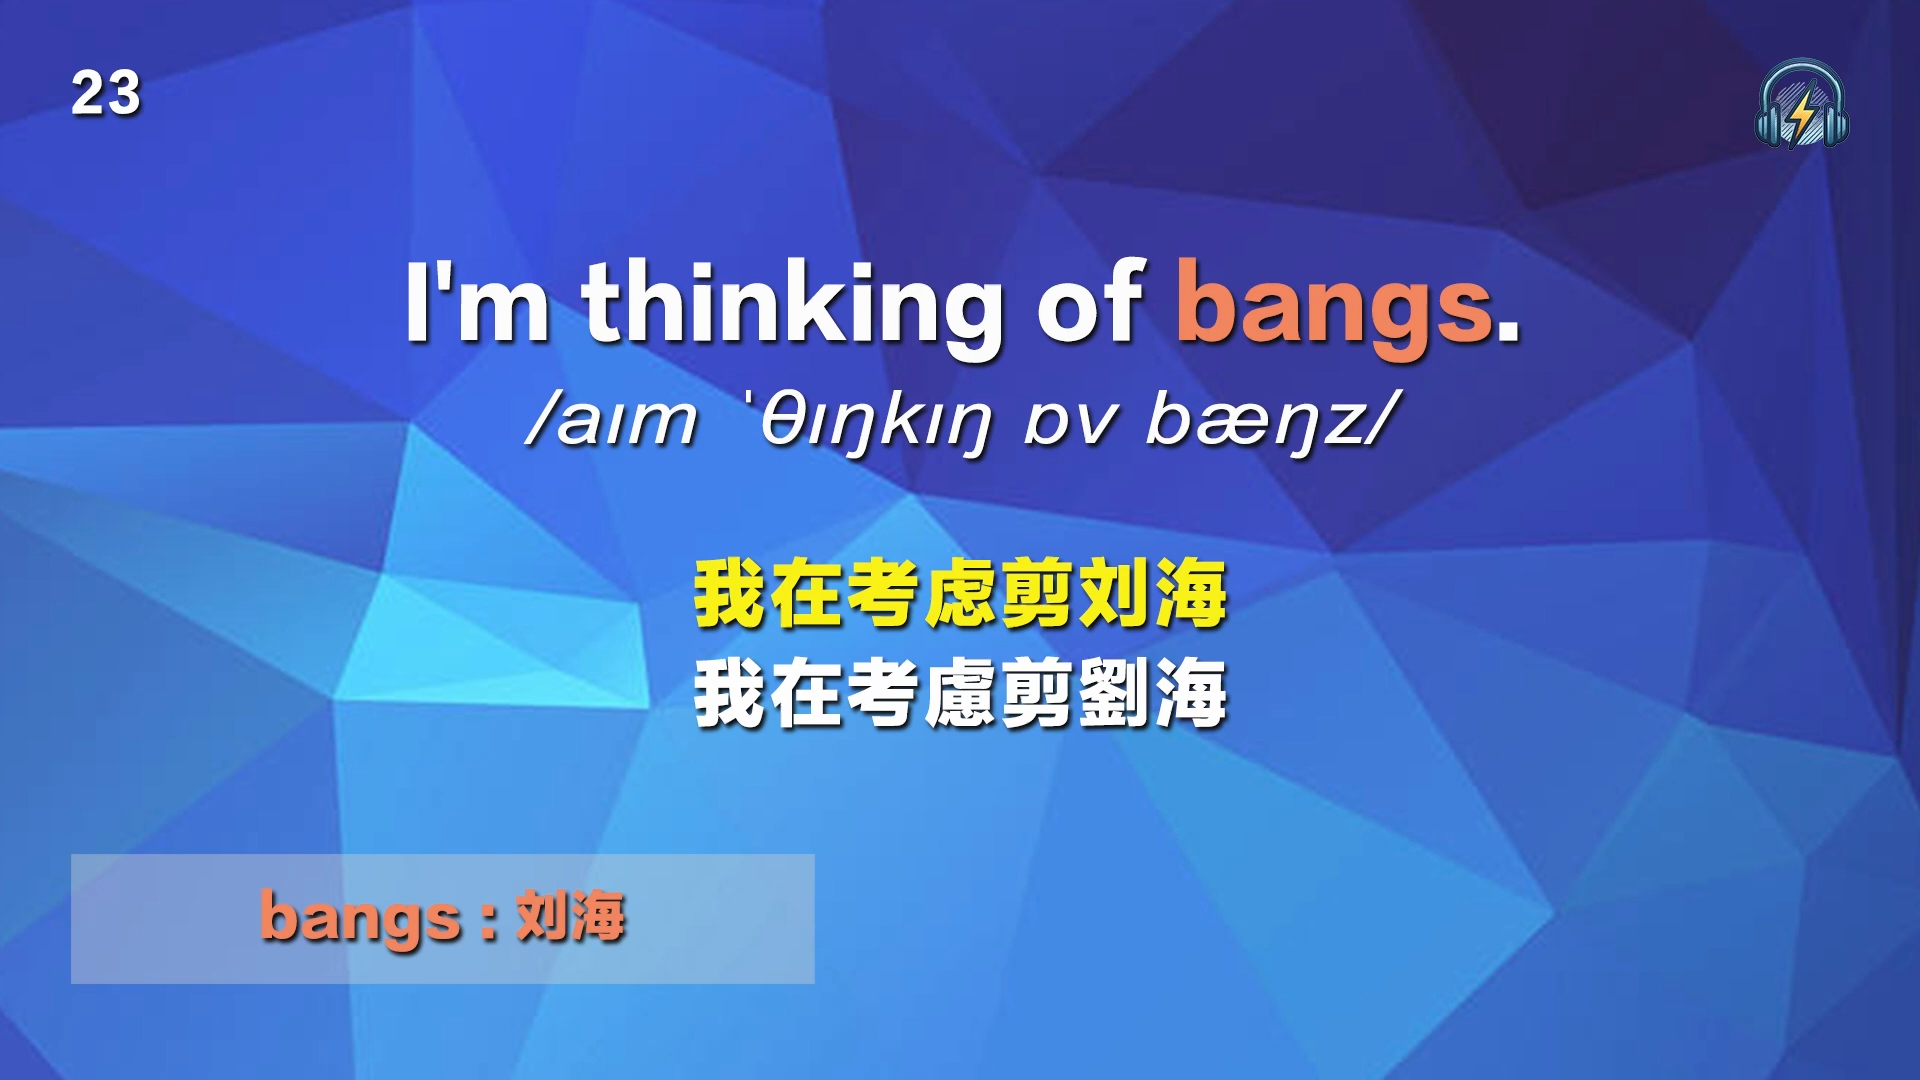 23
I'm thinking of bangs.
/aɪm ˈθɪŋkɪŋ ɒv bæŋz/
我在考虑剪刘海
我在考慮剪劉海
bangs : 刘海